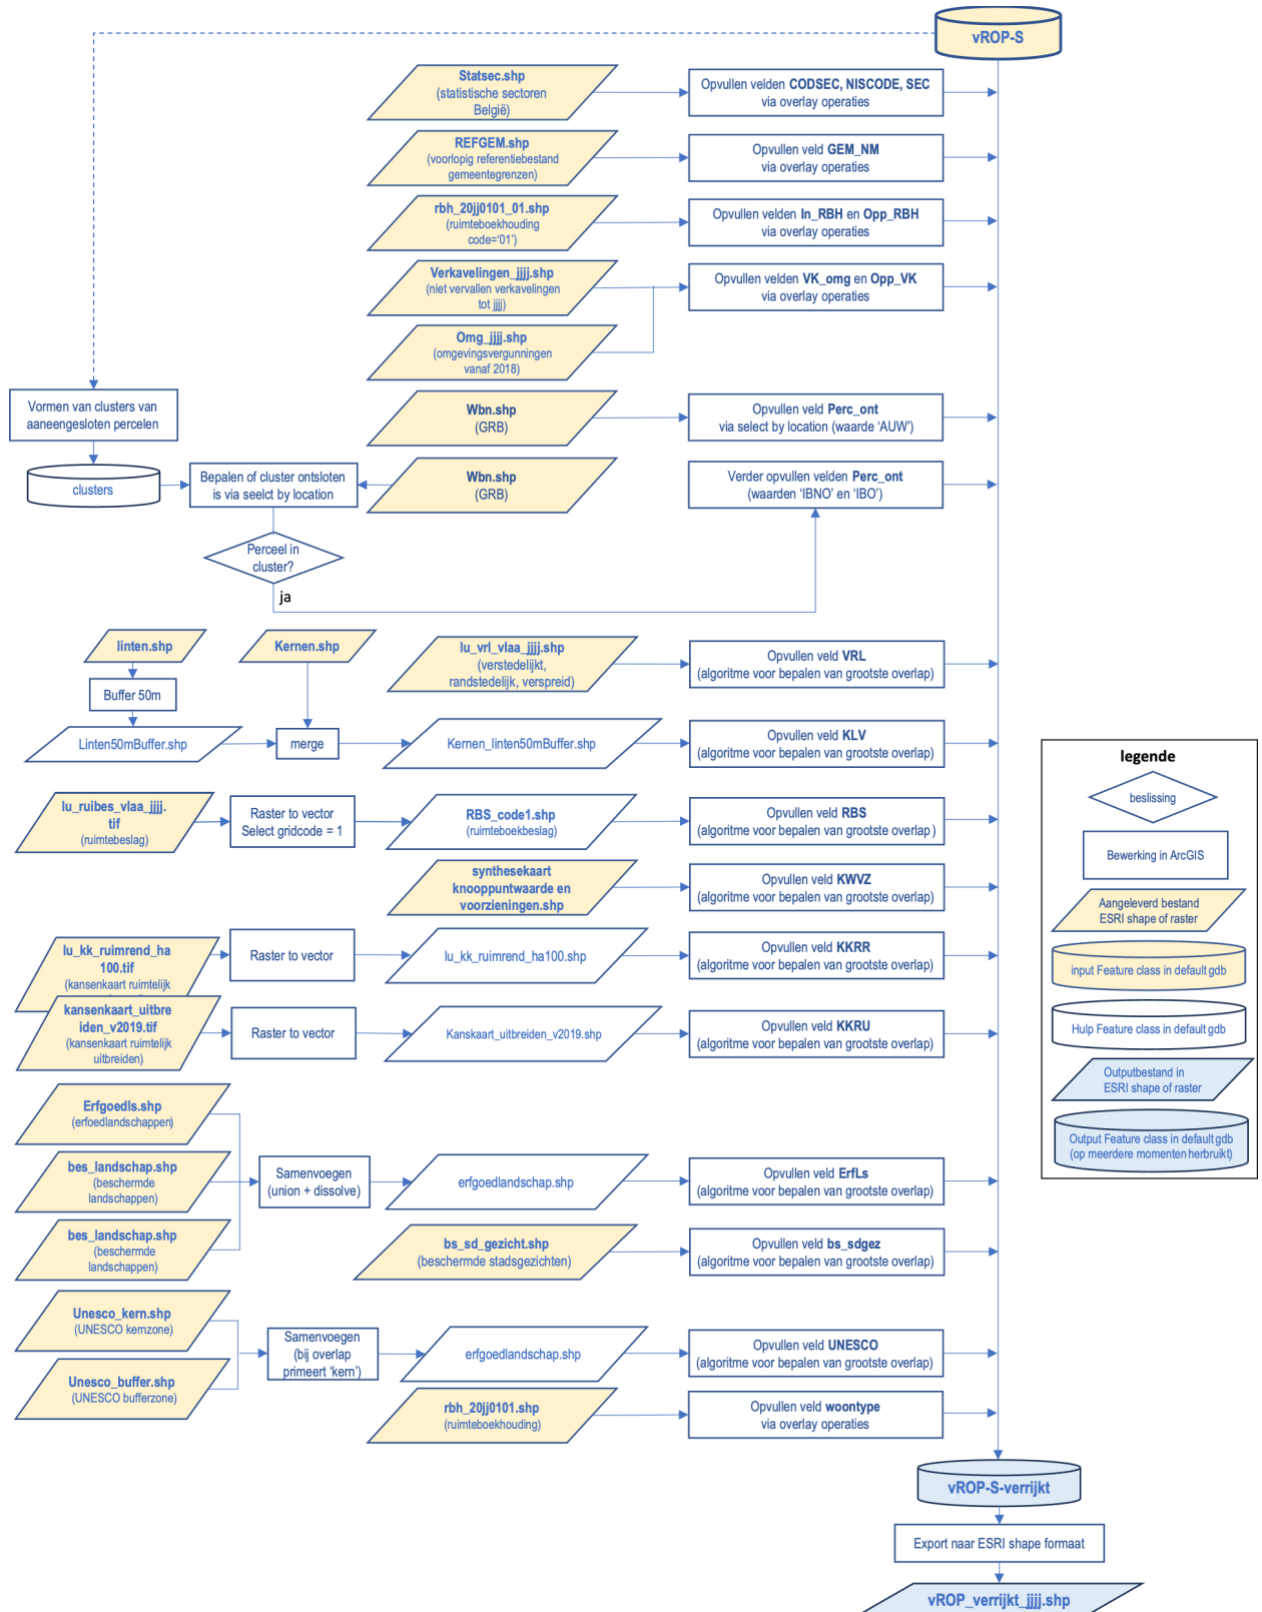 vROP-S
Statsec.shp
(statistische sectoren
België)
Opvullen velden CODSEC, NISCODE, SEC
via overlay operaties
REFGEM.shp
(voorlopig referentiebestand
gemeentegrenzen)
Opvullen veld GEM_NM
via overlay operaties
rbh_20jj0101_01.shp
(ruimteboekhouding
code='01')
Opvullen velden In_RBH en Opp_RBH
via overlay operaties
Verkavelingen_jjjj.shp
(niet vervallen verkavelingen
tot jjjj)
Opvullen velden VK_omg en Opp_VK
via overlay operaties
Omg_jjjj.shp
(omgevingsvergunningen
vanaf 2018)
Vormen van clusters van
aaneengesloten percelen
Wbn.shp
(GRB)
Opvullen veld Perc_ont
via select by location (waarde 'AUW')
clusters
Bepalen of cluster ontsloten
is via seelct by location
Wbn.shp
(GRB)
Verder opvullen velden Perc_ont
(waarden 'IBNO' en 'IBO')
Perceel in
cluster?
ja
linten.shp
Kernen.shp
lu_vrl_vlaa_jjjj.shp
(verstedelijkt,
randstedelijk, verspreid)
Opvullen veld VRL
(algoritme voor bepalen van grootste overlap)
Buffer 50m
Linten50mBuffer.shp
merge
Kernen_linten50mBuffer.shp
Opvullen veld KLV
(algoritme voor bepalen van grootste overlap)
legende
beslissing
Bewerking in ArcGIS
Aangeleverd bestand
ESRI shape of raster
input Feature class in default gdb
Hulp Feature class in default gdb
Outputbestand in
ESRI shape of raster
Output Feature class in default gdb
(op meerdere momenten herbruikt)
lu_ruibes_vlaa_jjjj.
tif
(ruimtebeslag)
Raster to vector
Select gridcode = 1
RBS_code1.shp
(ruimteboekbeslag)
Opvullen veld RBS
(algoritme voor bepalen van grootste overlap )
synthesekaart
knooppuntwaarde en
voorzieningen.shp
Opvullen veld KWVZ
(algoritme voor bepalen van grootste overlap)
lu_kk_ruimrend_ha
100.tif
(kansenkaart ruimtelijk
Raster to vector
lu_kk_ruimrend_ha100.shp
Opvullen veld KKRR
(algoritme voor bepalen van grootste overlap)
kansenkaart_uitbre
iden_v2019.tif
(kansenkaart ruimtelijk
uitbreiden)
Raster to vector
Kanskaart_uitbreiden_v2019.shp
Opvullen veld KKRU
(algoritme voor bepalen van grootste overlap)
Erfgoedls.shp
(erfoedlandschappen)
bes_landschap.shp
(beschermde
landschappen)
Samenvoegen
(union + dissolve)
erfgoedlandschap.shp
Opvullen veld ErfLs
(algoritme voor bepalen van grootste overlap)
bes_landschap.shp
(beschermde
landschappen)
bs_sd_gezicht.shp
(beschermde stadsgezichten)
Opvullen veld bs_sdgez
(algoritme voor bepalen van grootste overlap)
Unesco_kern.shp
(UNESCO kernzone)
Samenvoegen
(bij overlap
primeert 'kern')
erfgoedlandschap.shp
Opvullen veld UNESCO
(algoritme voor bepalen van grootste overlap)
Unesco_buffer.shp
(UNESCO bufferzone)
rbh_20jj0101.shp
(ruimteboekhouding)
Opvullen veld woontype
via overlay operaties
vROP-S-verrijkt
Export naar ESRI shape formaat
vROP_verrijkt_jjjj.shp